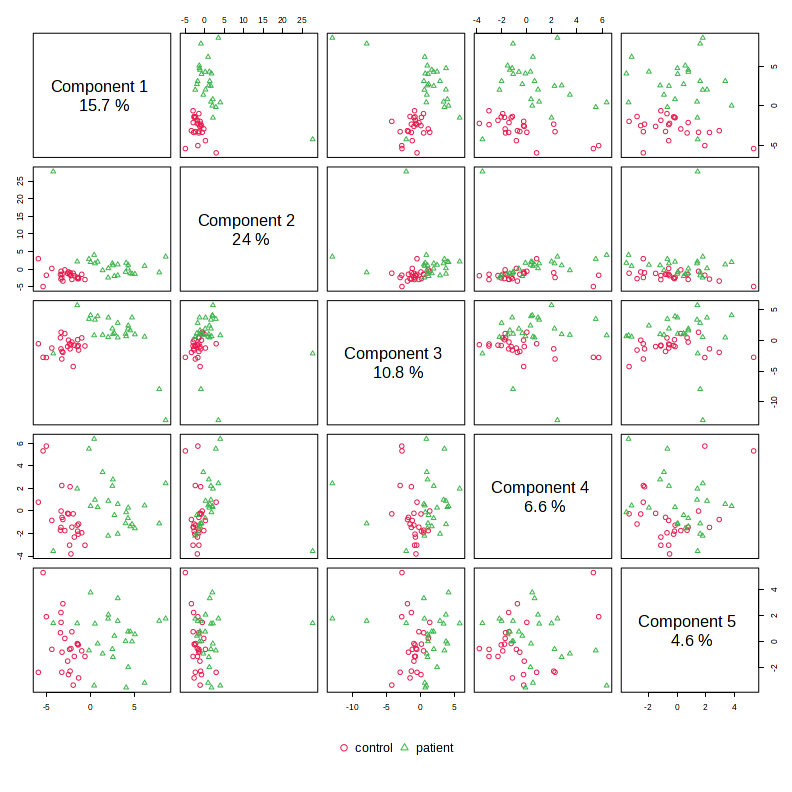 -5 0 5 10 15 20 25
-4 -2 0 2 4 6
Component 1
15.7 %
-5 0 5
-5 0 5 10 15 20 25
Component 2
24 %
Component 3
10.8 %
-10 -5 0 5
-4 -2 0 2 4 6
Component 4
6.6 %
Component 5
4.6 %
-2 0 2 4
-5 0 5
-10 -5 0 5
-2 0 2 4
control patient